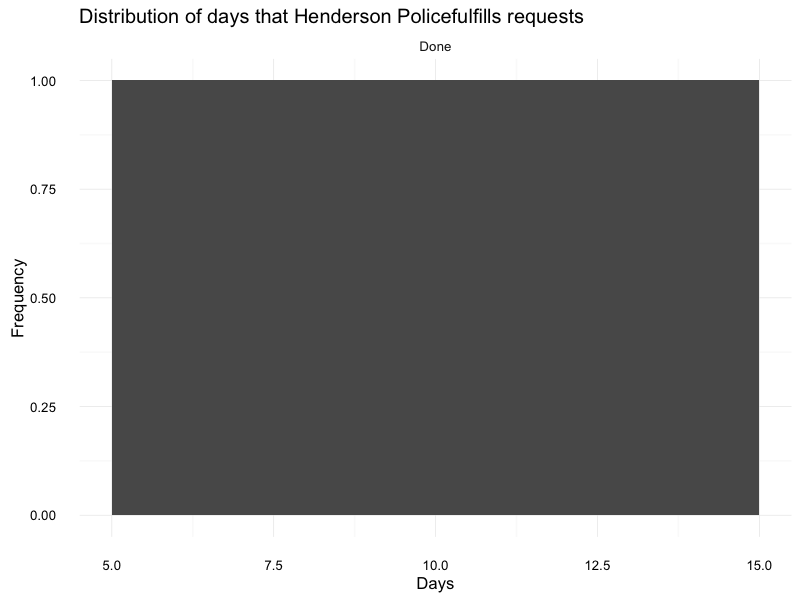 Distribution of days that Henderson Policefulfills requests
Done
1.00
0.75
0.50
0.25
0.00
Frequency
5.0 7.5 10.0 12.5 15.0
Days